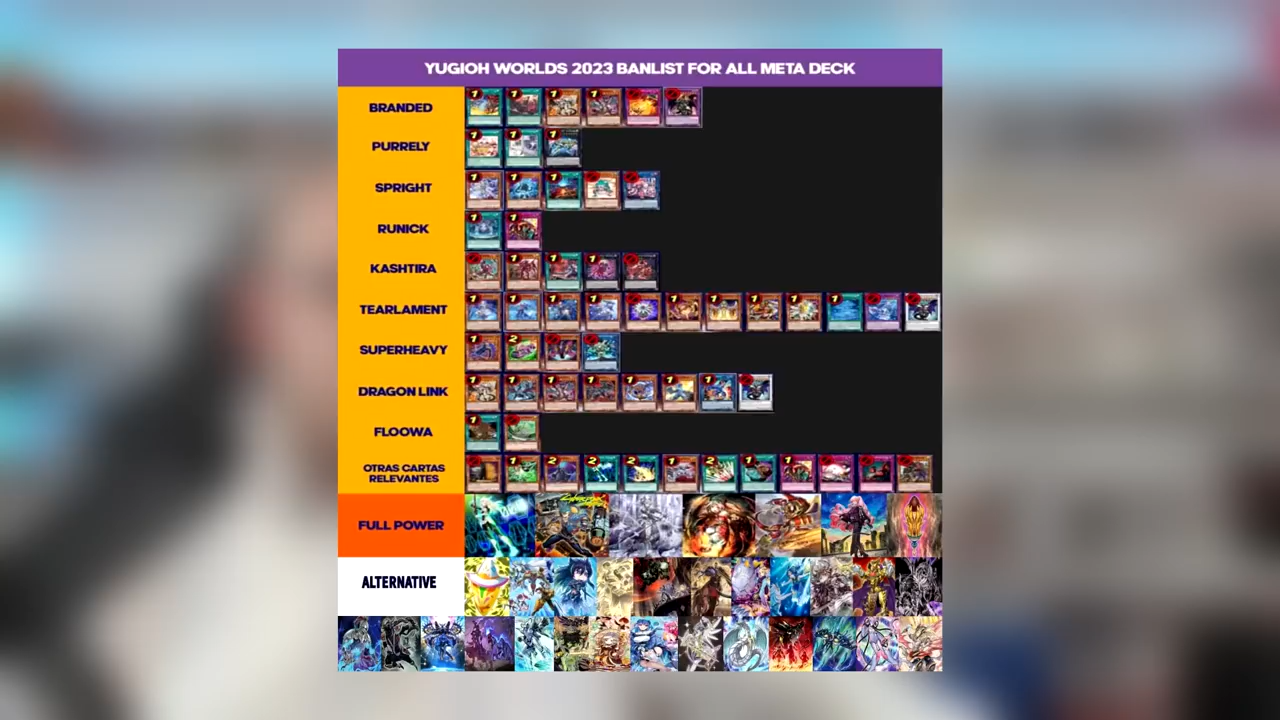 YUGIOH WORLDS 2023 BANLIST FOR ALL META DECK
BRANDED
PURRELY
SPRIGHT
RUNICK
KASHTIRA
TEARLAMENT
SUPERHEAVY
DRAGON LINK
FLOOWA
OTRAS CARTAS
RELEVANTES
FULL POWER
ALTERNATIVE